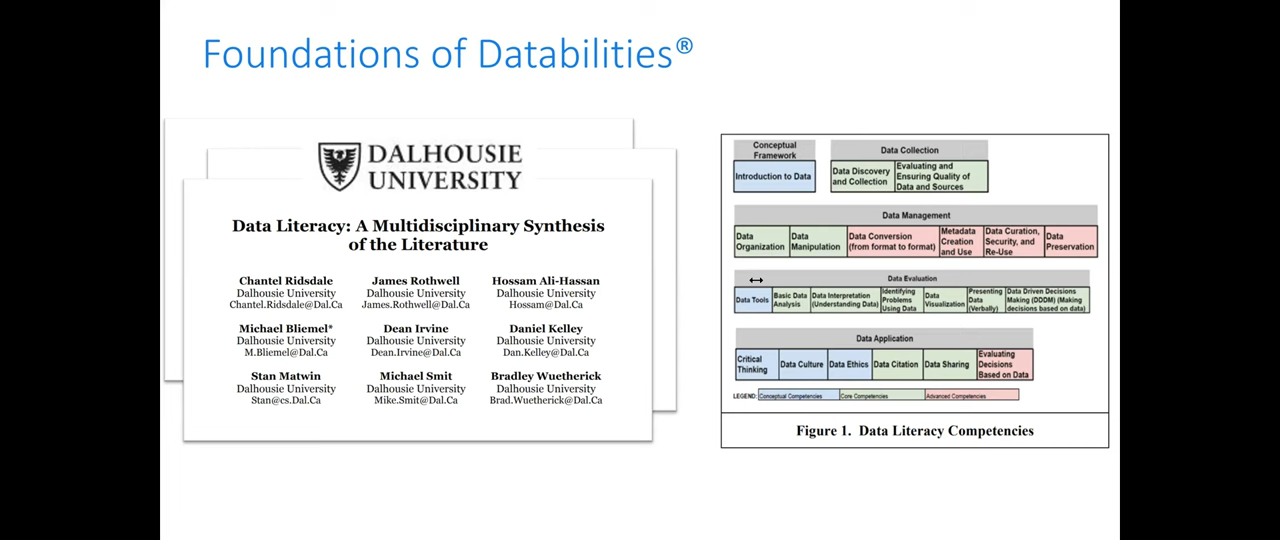 Foundations of Databilities®
DALHOUSIE
UNIVERSITY
Data Literacy: A Multidisciplinary Synthesis
of the Literature
Chantel Ridsdale
Dalhousie University
Chantel.Ridsdale@Dal.Ca
James Rothwell
Dalhousie University
James.Rothwell@Dal.Ca
Hossam Ali-Hassan
Dalhousie University
Hossam@Dal.Ca
Michael Bliemel*
Dalhousie University
M.Bliemel@Dal.Ca
Dean Irvine
Dalhousie University
Dean.Irvine@Dal.Ca
Daniel Kelley
Dalhousie University
Dan.Kelley@Dal.Ca
Stan Matwin
Dalhousie University
Stan@cs.Dal.Ca
Michael Smit
Dalhousie University
Mike.Smit@Dal.Ca
Bradley Wuetherick
Dalhousie University
Brad.Wuetherick@Dal.Ca
Conceptual
Framework
Introduction to Data
Data Collection
Data Discovery
and Collection
Evaluating and
Ensuring Quality of
Data and Sources
Data Management
Data
Organization
Data
Manipulation
Data Conversion
(from format to format)
Metadata
Creation
and Use
Data Curation,
Security, and
Re-Use
Data
Preservation
Data Evaluation
Data Tools
Basic Data
Analysis
Data Interpretation
(Understanding Data)
Identifying
Problems
Using Data
Data
Visualization
Presenting
Data
(Verbally)
Data Driven Decisions
Making (DDDM) (Making
decisions based on data)
Data Application
Critical
Thinking
Data Culture
Data Ethics
Data Citation
Data Sharing
Evaluating
Decisions
Based on Data
LEGEND:
Conceptual Competencies
Core Competencies
Advanced Competencies
Figure 1. Data Literacy Competencies